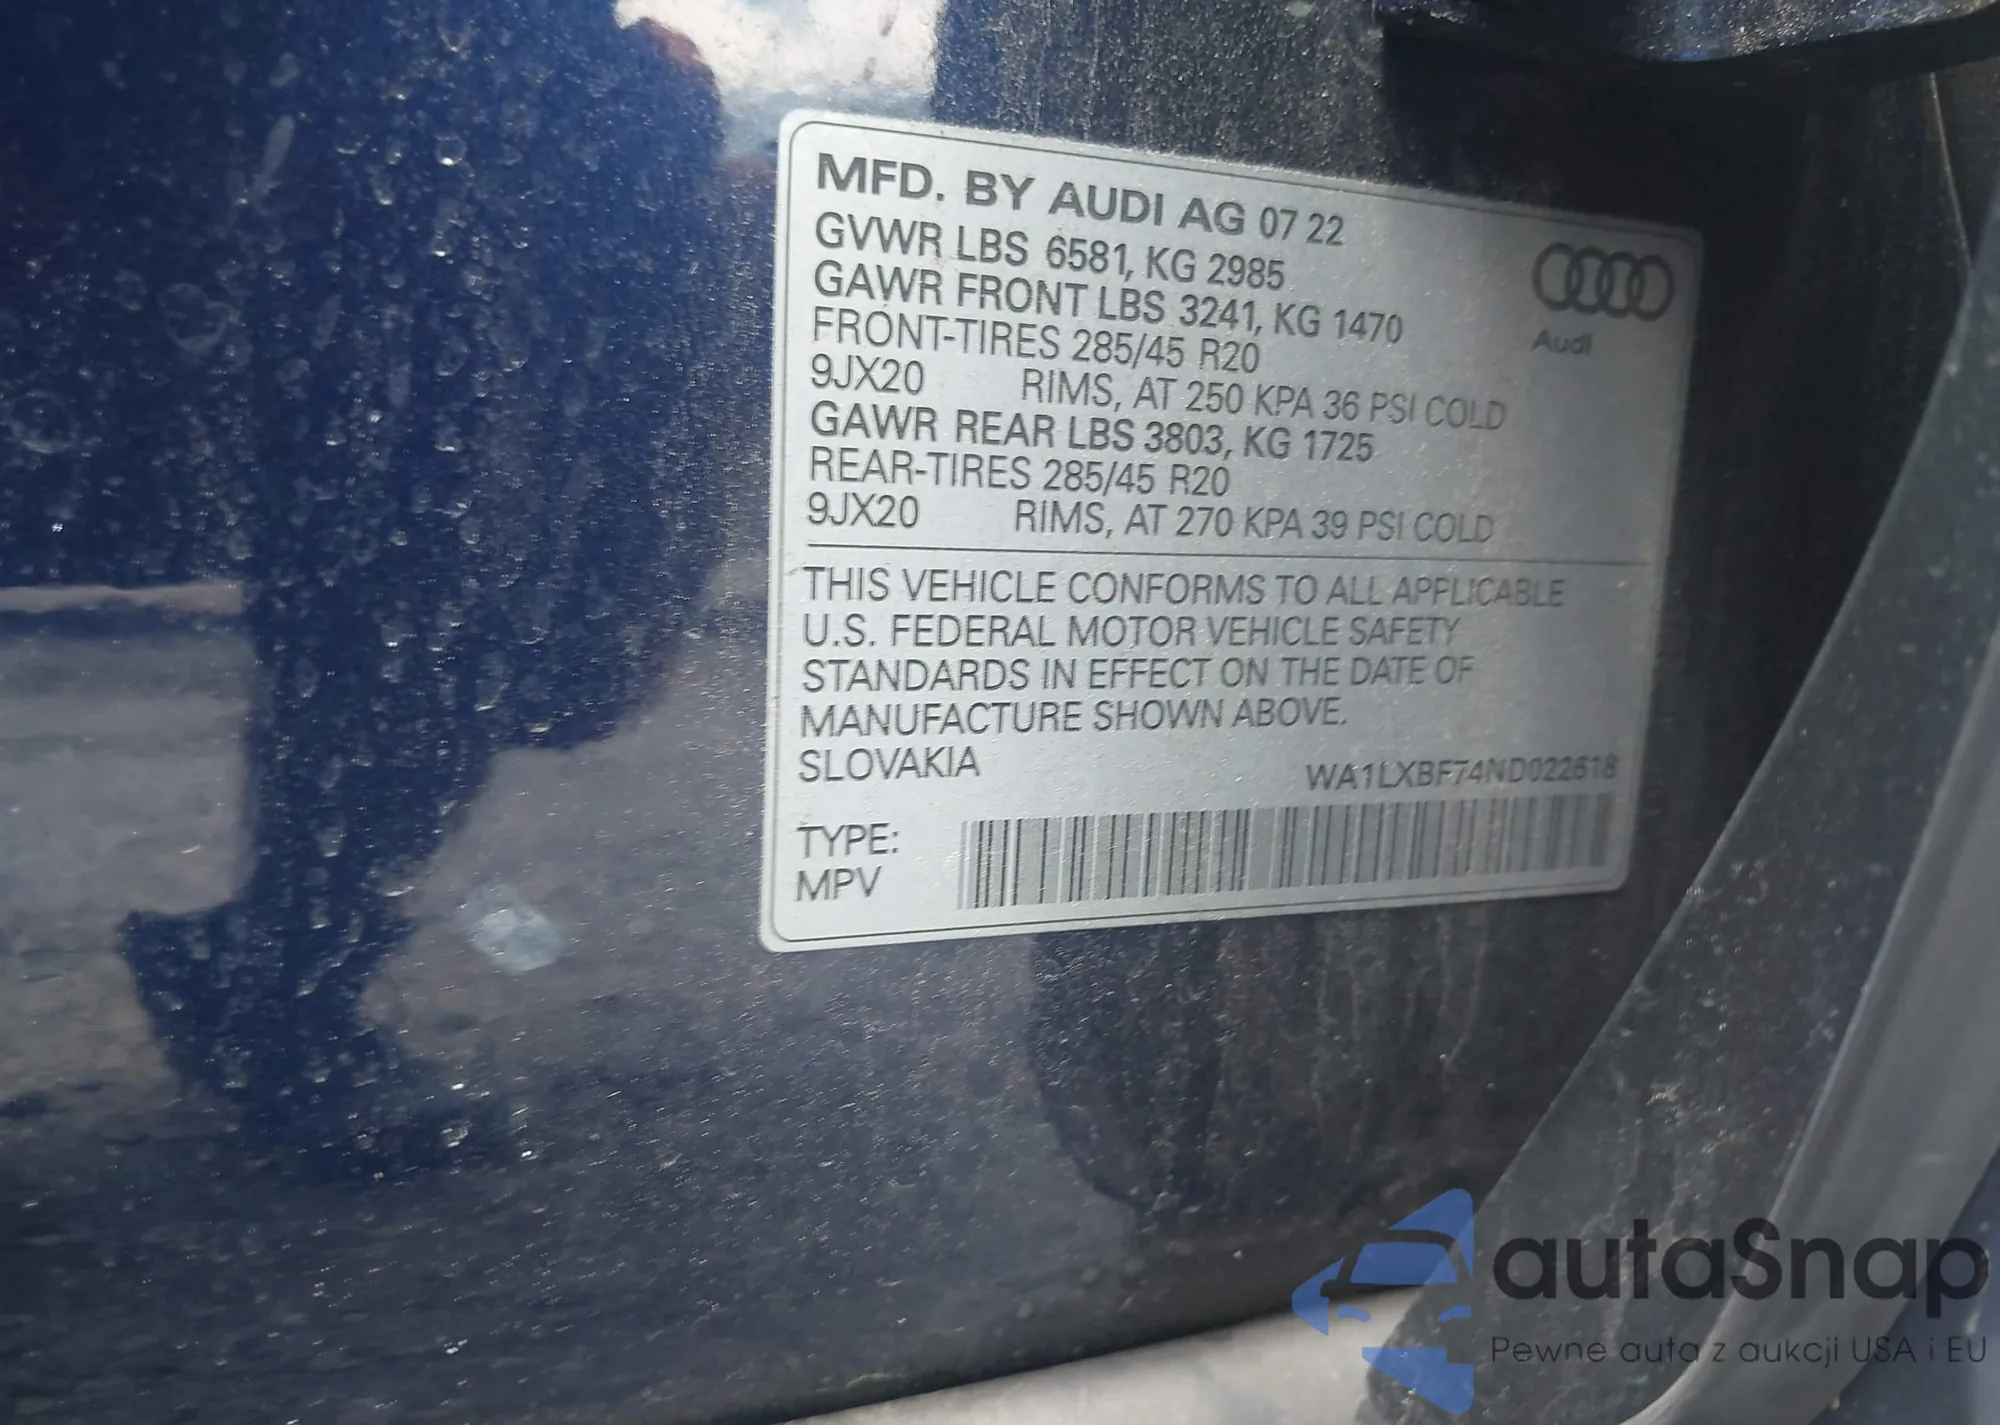 MFD. BY AUDI AG 07 22
GVWR LBS 6581, KG 2985
GAWR FRONT LBS 3241, KG 1470
FRONT-TIRES 285/45 R20
9JX20 RIMS, AT 250 KPA 36 PSI COLD
GAWR REAR LBS 3803, KG 1725
REAR-TIRES 285/45 R20
9JX20 RIMS, AT 270 KPA 39 PSI COLD
Audi
THIS VEHICLE CONFORMS TO ALL APPLICABLE
U.S. FEDERAL MOTOR VEHICLE SAFETY
STANDARDS IN EFFECT ON THE DATE OF
MANUFACTURE SHOWN ABOVE.
SLOVAKIA WA1LXBF74ND022618
TYPE:
MPV
autaSnap
Pewne auta z aukcji USA i EU